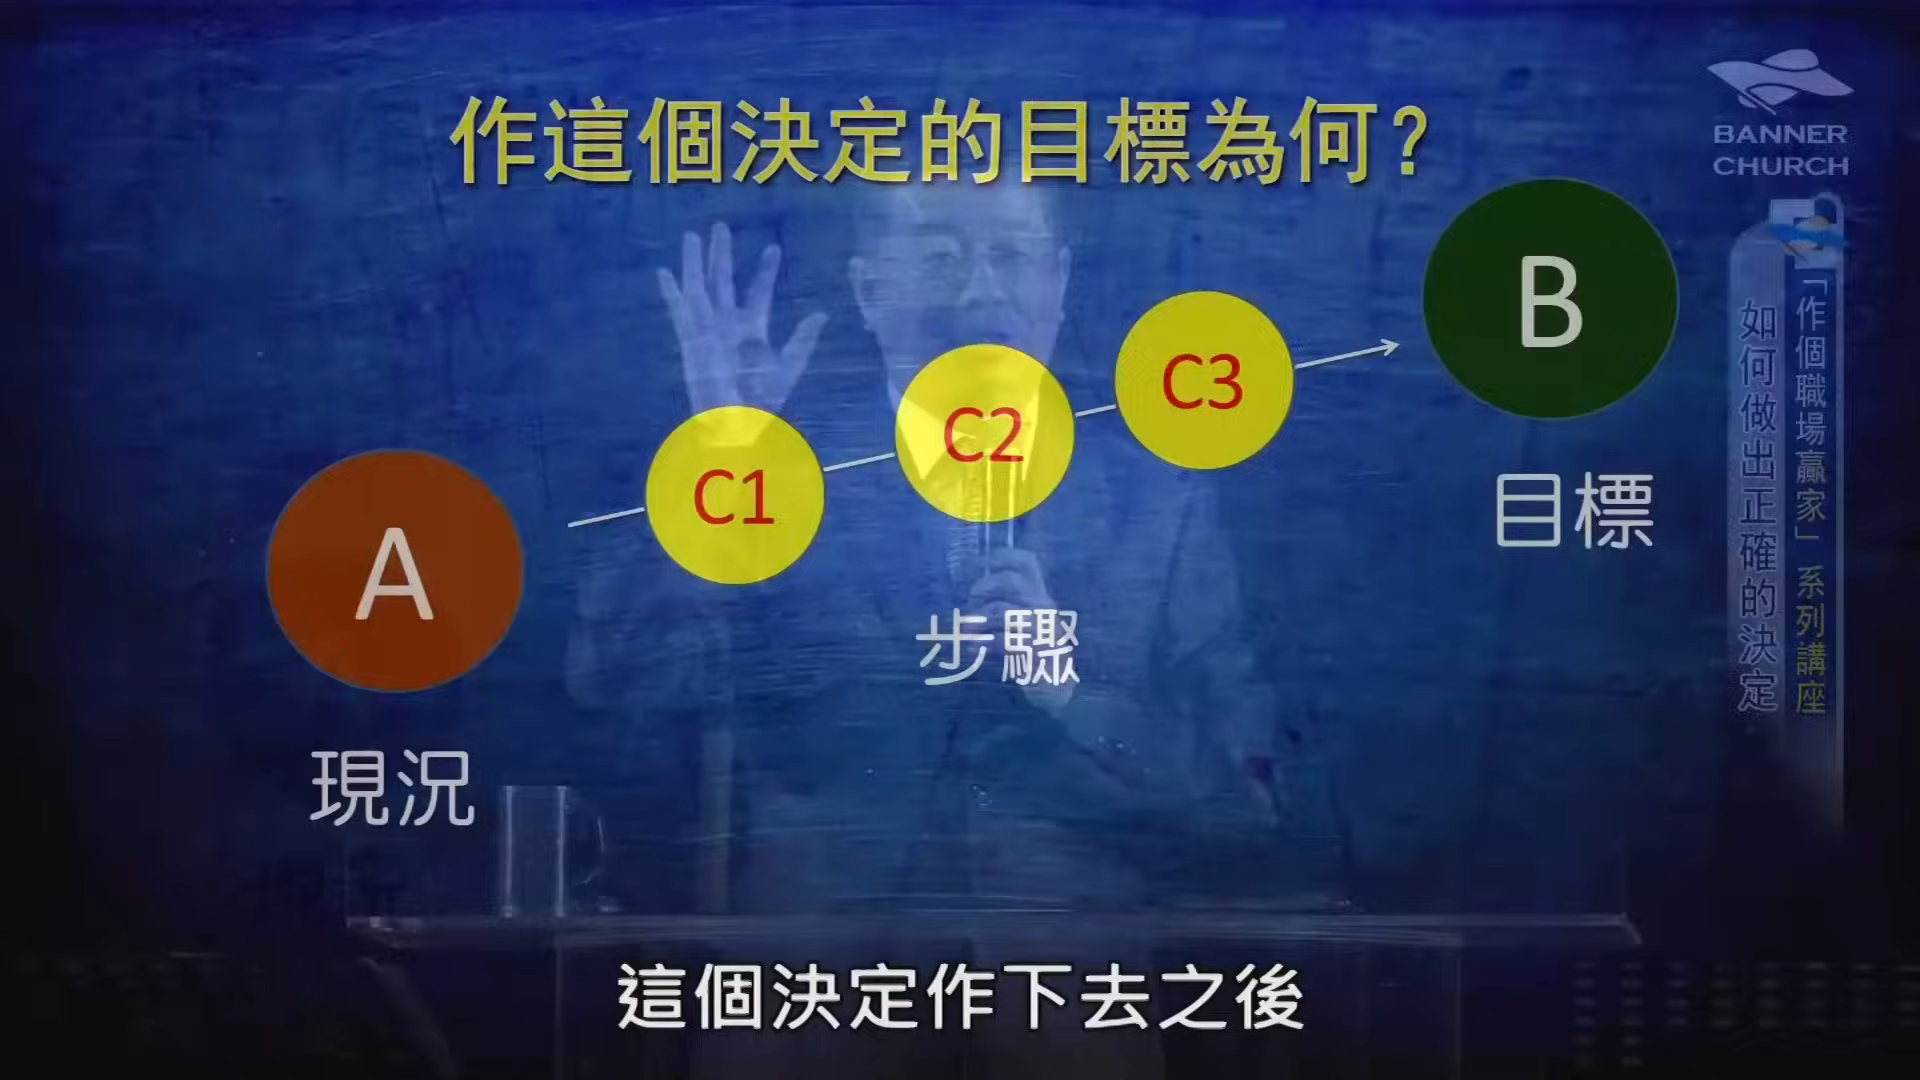 作這個決定的目標為何？
BANNER
CHURCH
A
現況
C1
C2
C3
步驟
B
目標
「作個職場贏家」系列講座
如何做出正確的決定
這個決定作下去之後